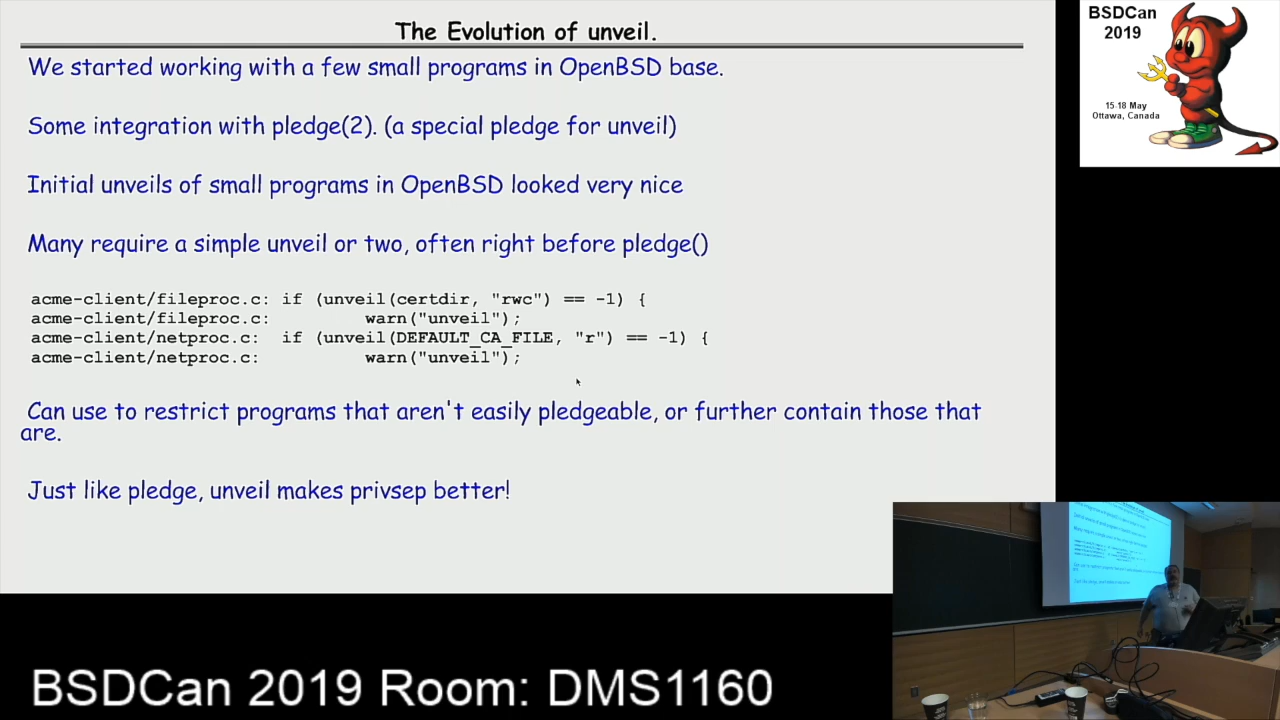 The Evolution of unveil.
We started working with a few small programs in OpenBSD base.
Some integration with pledge(2). (a special pledge for unveil)
Initial unveils of small programs in OpenBSD looked very nice
Many require a simple unveil or two, often right before pledge()
acme-client/fileproc.c: if (unveil(certdir, "rwc") == -1) {
acme-client/fileproc.c:         warn("unveil");
acme-client/netproc.c:  if (unveil(DEFAULT_CA_FILE, "r") == -1) {
acme-client/netproc.c:          warn("unveil");
Can use to restrict programs that aren't easily pledgeable, or further contain those that
are.
Just like pledge, unveil makes privsep better!
BSDCan
2019
15-18 May
Ottawa, Canada
BSDCan 2019 Room: DMS1160